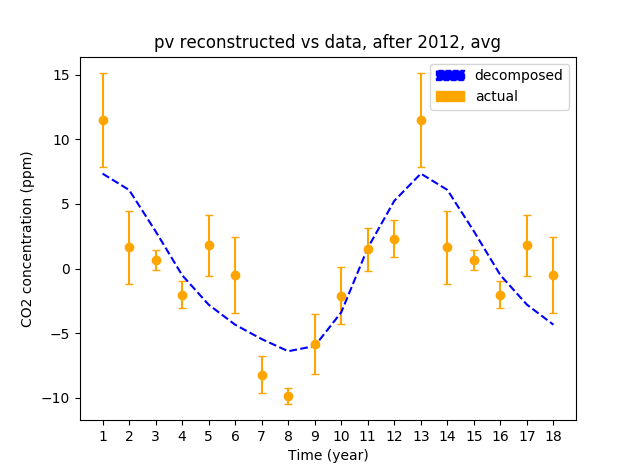 pv reconstructed vs data, after 2012, avg
decomposed
actual
CO2 concentration (ppm)
15
10
5
0
−5
−10
1 2 3 4 5 6 7 8 9 10 11 12 13 14 15 16 17 18
Time (year)